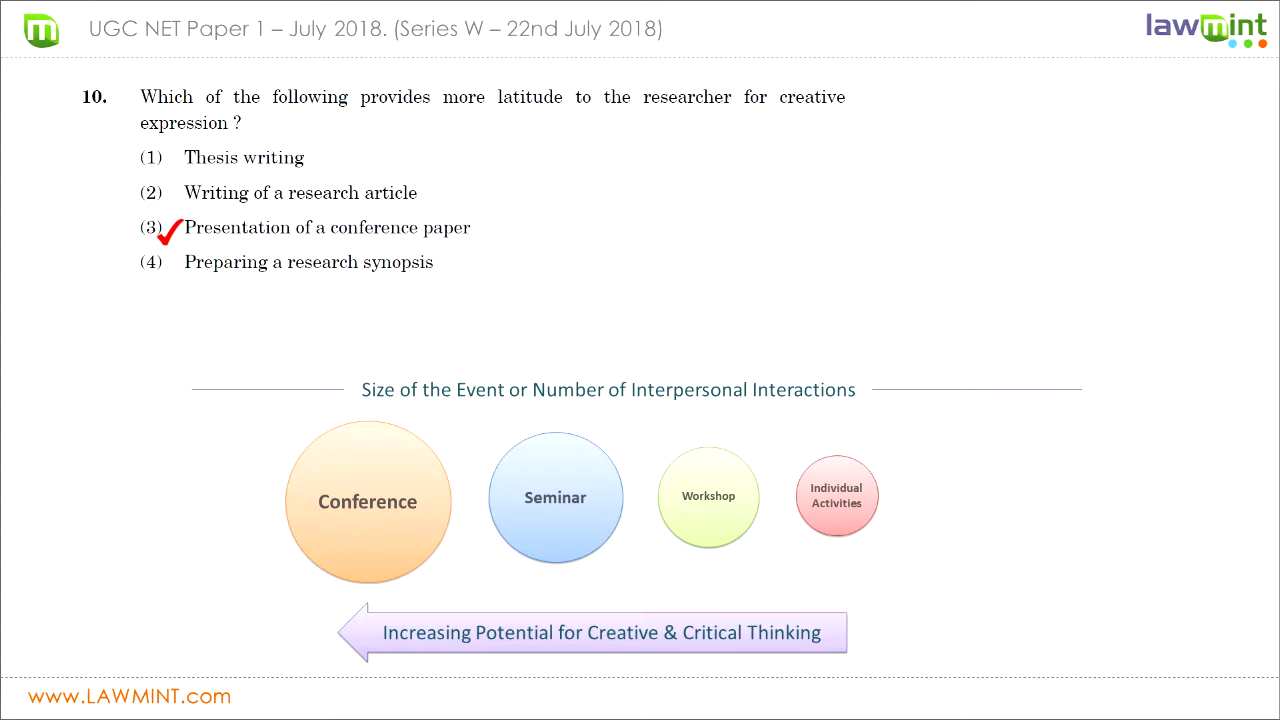 UGC NET Paper 1 – July 2018. (Series W – 22nd July 2018)
lawmint
10. Which of the following provides more latitude to the researcher for creative
expression ?
(1) Thesis writing
(2) Writing of a research article
(3) Presentation of a conference paper
(4) Preparing a research synopsis
Size of the Event or Number of Interpersonal Interactions
Conference
Seminar
Workshop
Individual
Activities
Increasing Potential for Creative & Critical Thinking
www.LAWMINT.com